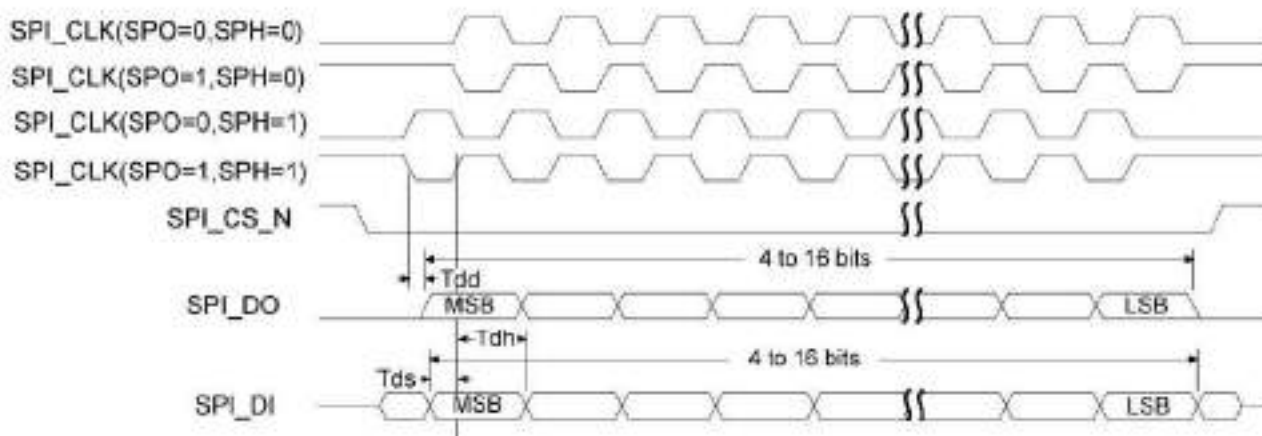 SPI_CLK(SPO=0,SPH=0)
SPI_CLK(SPO=1,SPH=0)
SPI_CLK(SPO=0,SPH=1)
SPI_CLK(SPO=1,SPH=1)
SPI_CS_N
4 to 16 bits
Tdd
SPI_DO MSB LSB
Tdh
4 to 16 bits
Tds
SPI_DI MSB LSB